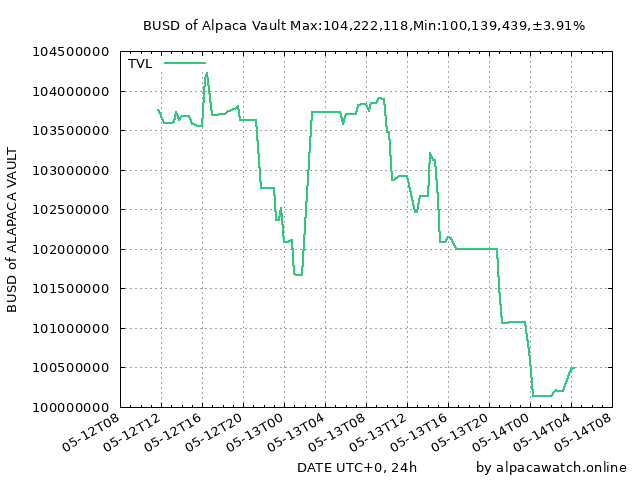 BUSD of Alpaca Vault Max:104,222,118,Min:100,139,439,±3.91%
TVL
104500000
104000000
103500000
103000000
102500000
102000000
101500000
101000000
100500000
100000000
BUSD of ALAPACA VAULT
05-12T08
05-12T12
05-12T16
05-12T20
05-13T00
05-13T04
05-13T08
05-13T12
05-13T16
05-13T20
05-14T00
05-14T04
05-14T08
DATE UTC+0, 24h
by alpacawatch.online